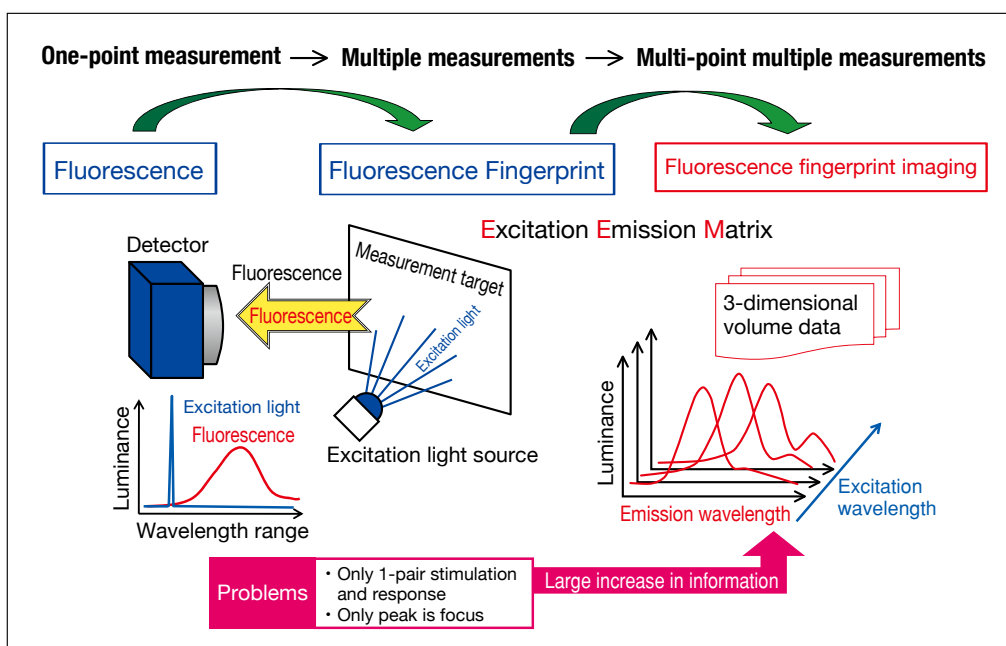 One-point measurement → Multiple measurements → Multi-point multiple measurements
Fluorescence
Fluorescence Fingerprint
Fluorescence fingerprint imaging
Excitation Emission Matrix
Detector
Fluorescence
Fluorescence
Measurement target
Excitation light
Excitation light source
3-dimensional
volume data
Luminance
Excitation light
Fluorescence
Wavelength range
Luminance
Emission wavelength
Excitation
wavelength
Problems
・Only 1-pair stimulation
and response
・Only peak is focus
Large increase in information